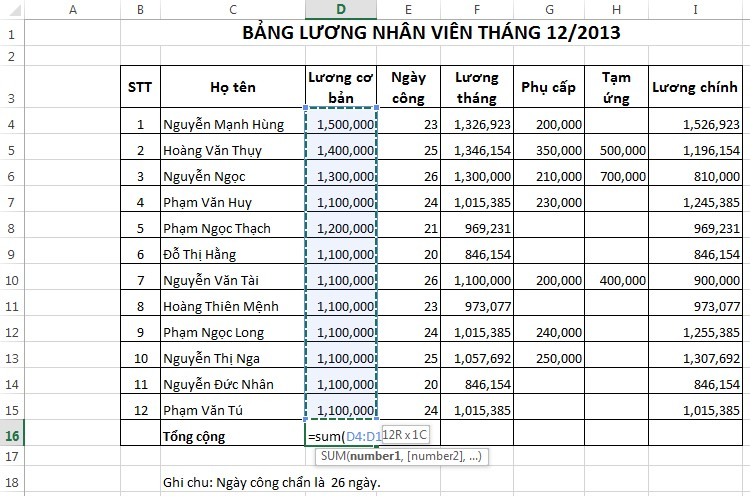 A B C D E F G H I
1 BẢNG LƯƠNG NHÂN VIÊN THÁNG 12/2013
2
3 STT Họ tên Lương cơ bản Ngày công Lương tháng Phụ cấp Tạm ứng Lương chính
4 1 Nguyễn Mạnh Hùng 1,500,000 23 1,326,923 200,000 1,526,923
5 2 Hoàng Văn Thụy 1,400,000 25 1,346,154 350,000 500,000 1,196,154
6 3 Nguyễn Ngọc 1,300,000 26 1,300,000 210,000 700,000 810,000
7 4 Phạm Văn Huy 1,100,000 24 1,015,385 230,000 1,245,385
8 5 Phạm Ngọc Thạch 1,200,000 21 969,231 969,231
9 6 Đỗ Thị Hằng 1,100,000 20 846,154 846,154
10 7 Nguyễn Văn Tài 1,100,000 26 1,100,000 200,000 400,000 900,000
11 8 Hoàng Thiên Mệnh 1,100,000 23 973,077 973,077
12 9 Phạm Ngọc Long 1,100,000 24 1,015,385 240,000 1,255,385
13 10 Nguyễn Thị Nga 1,100,000 25 1,057,692 250,000 1,307,692
14 11 Nguyễn Đức Nhân 1,100,000 20 846,154 846,154
15 12 Phạm Văn Tú 1,100,000 24 1,015,385 1,015,385
16 Tổng cộng =sum(D4:D1 12R x 1C
17 SUM(number1, [number2], ...)
18 Ghi chu: Ngày công chẩn là 26 ngày.